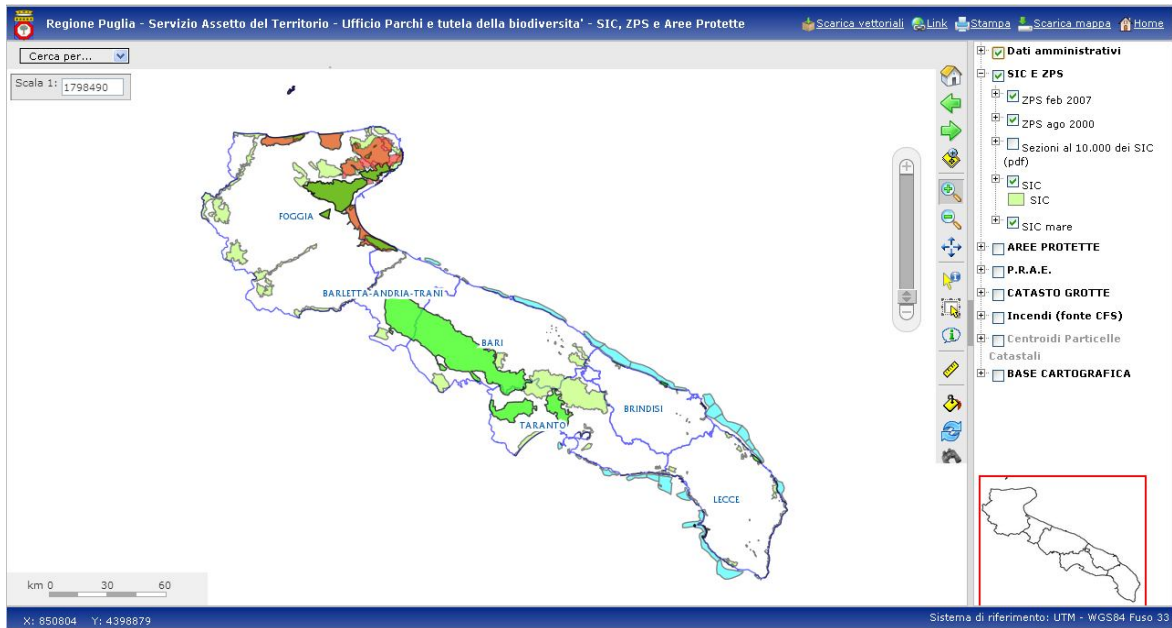 Regione Puglia - Servizio Assetto del Territorio - Ufficio Parchi e tutela della biodiversita' - SIC, ZPS e Aree Protette
Scarica vettoriali Link Stampa Scarica mappa Home
Cerca per...
Scala 1: 1798490
FOGGIA
BARLETTA-ANDRIA-TRANI
BARI
TARANTO
BRINDISI
LECCE
Dati amministrativi
SIC E ZPS
ZPS feb 2007
ZPS ago 2000
Sezioni al 10.000 dei SIC
(pdf)
SIC
SIC
SIC mare
AREE PROTETTE
P.R.A.E.
CATASTO GROTTE
Incendi (fonte CFS)
Centroidi Particelle
Catastali
BASE CARTOGRAFICA
km 0 30 60
X: 850804 Y: 4398879
Sistema di riferimento: UTM - WGS84 Fuso 33